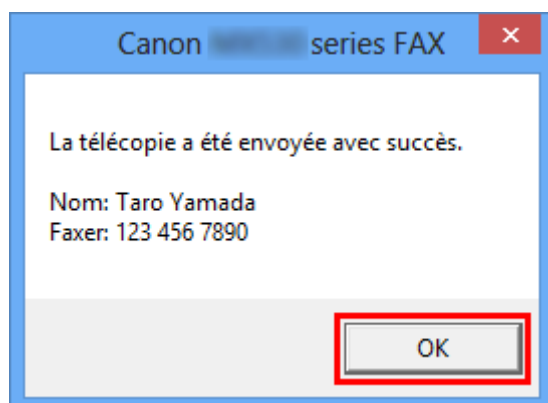 Canon series FAX
La télécopie a été envoyée avec succès.
Nom: Taro Yamada
Faxer: 123 456 7890
OK